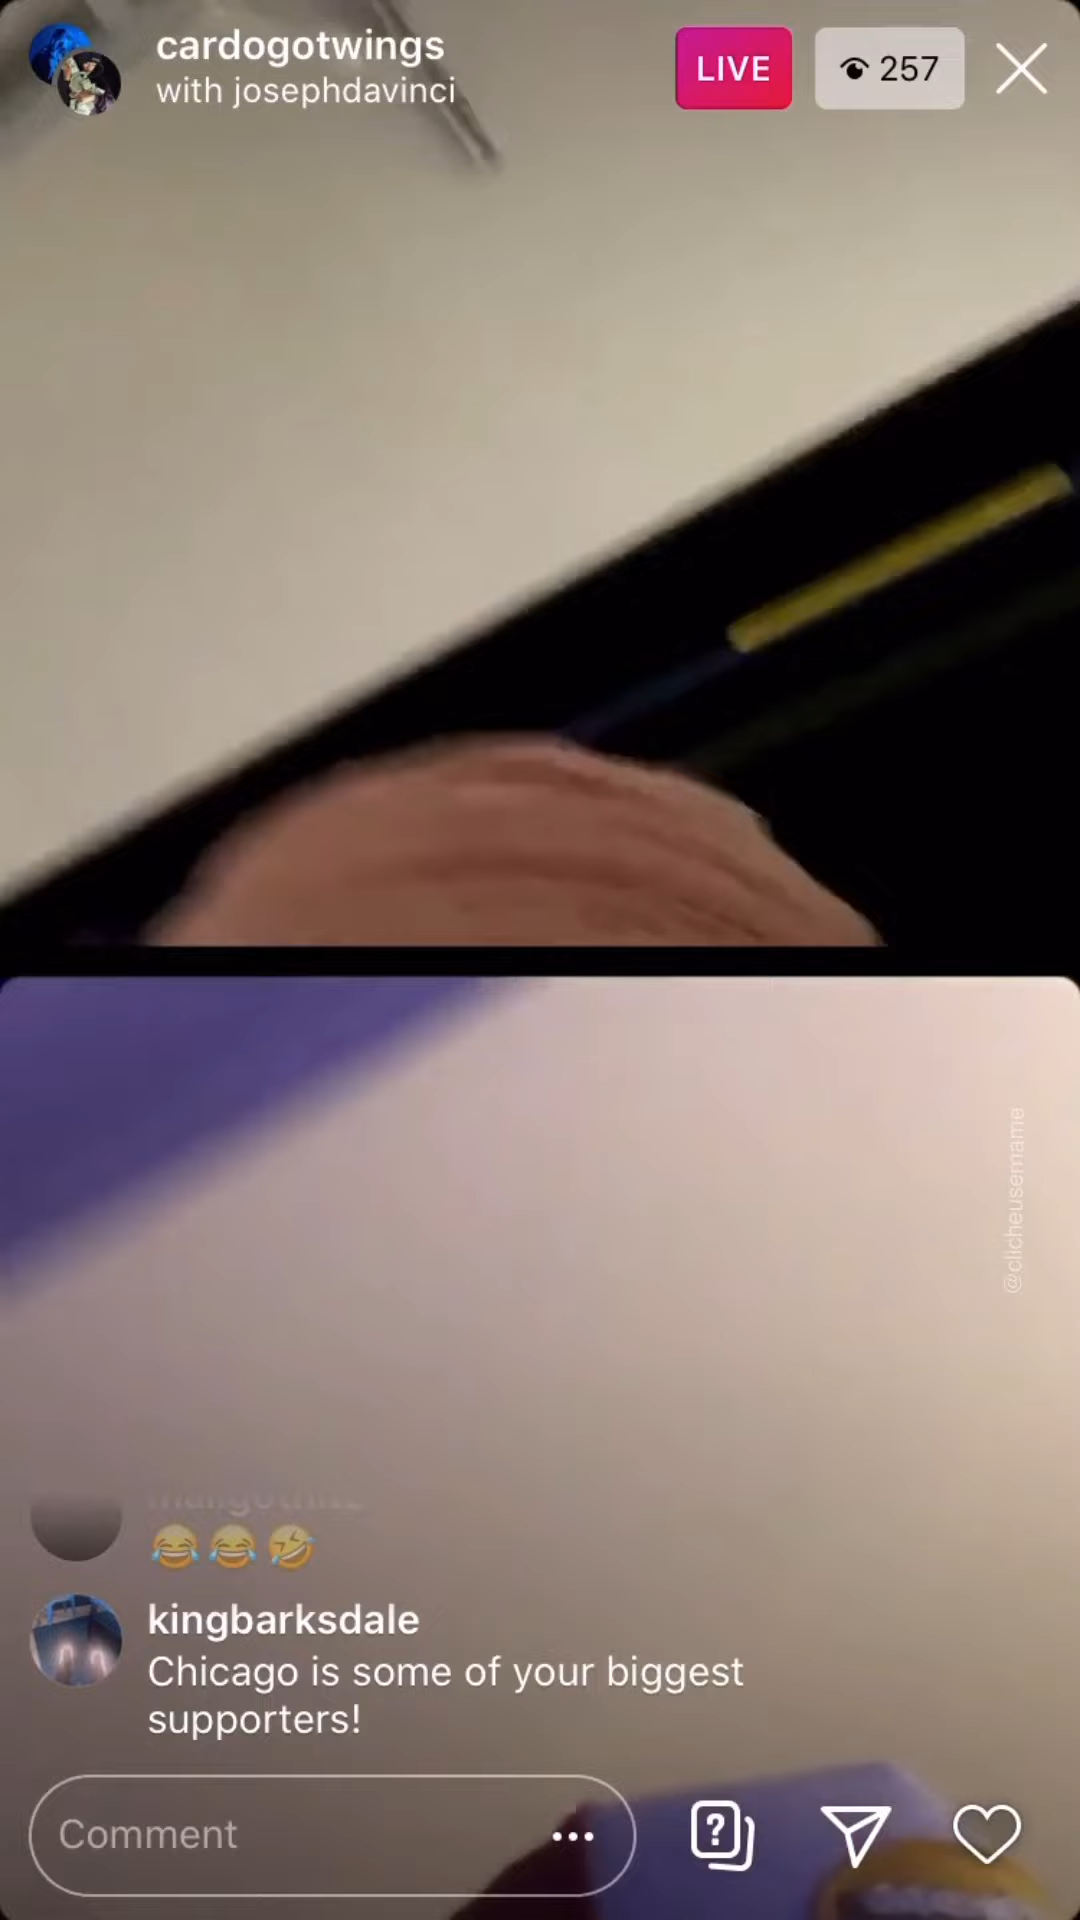 cardogotwings
with josephdavinci
LIVE
257
@clicheusername
😂😂🤣
kingbarksdale
Chicago is some of your biggest
supporters!
Comment